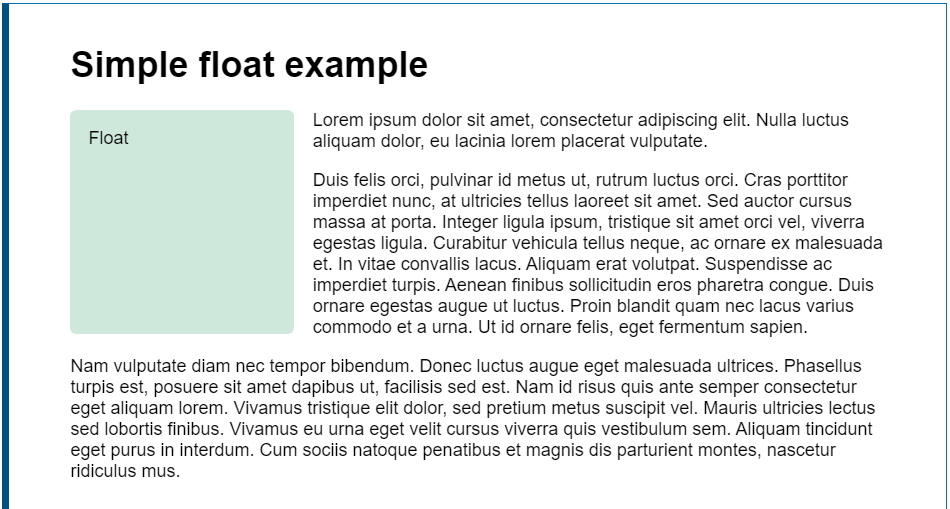 Simple float example
Float
Lorem ipsum dolor sit amet, consectetur adipiscing elit. Nulla luctus
aliquam dolor, eu lacinia lorem placerat vulputate.
Duis felis orci, pulvinar id metus ut, rutrum luctus orci. Cras porttitor
imperdiet nunc, at ultricies tellus laoreet sit amet. Sed auctor cursus
massa at porta. Integer ligula ipsum, tristique sit amet orci vel, viverra
egestas ligula. Curabitur vehicula tellus neque, ac ornare ex malesuada
et. In vitae convallis lacus. Aliquam erat volutpat. Suspendisse ac
imperdiet turpis. Aenean finibus sollicitudin eros pharetra congue. Duis
ornare egestas augue ut luctus. Proin blandit quam nec lacus varius
commodo et a urna. Ut id ornare felis, eget fermentum sapien.
Nam vulputate diam nec tempor bibendum. Donec luctus augue eget malesuada ultrices. Phasellus
turpis est, posuere sit amet dapibus ut, facilisis sed est. Nam id risus quis ante semper consectetur
eget aliquam lorem. Vivamus tristique elit dolor, sed pretium metus suscipit vel. Mauris ultricies lectus
sed lobortis finibus. Vivamus eu urna eget velit cursus viverra quis vestibulum sem. Aliquam tincidunt
eget purus in interdum. Cum sociis natoque penatibus et magnis dis parturient montes, nascetur
ridiculus mus.